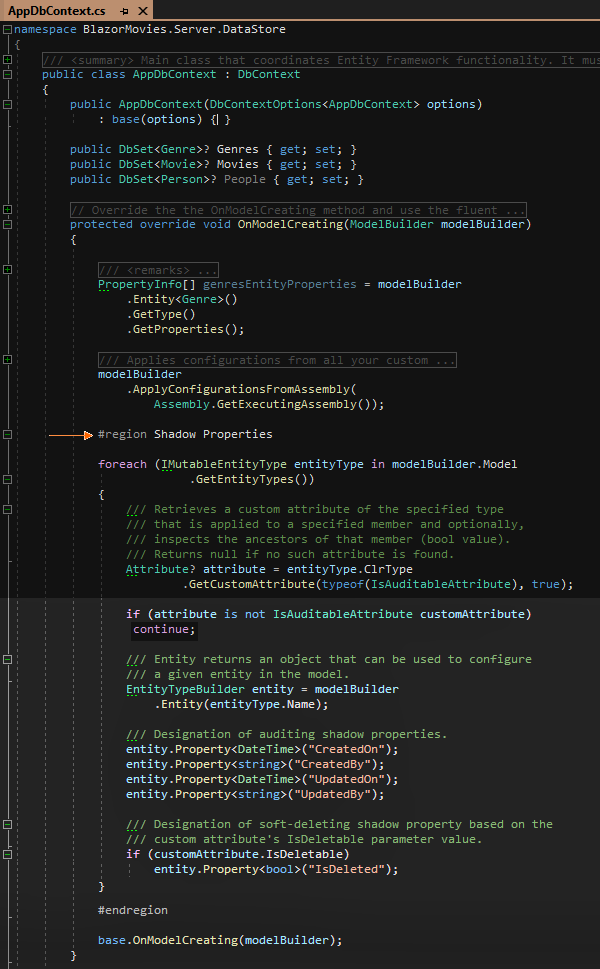 AppDbContext.cs
namespace BlazorMovies.Server.DataStore
{
/// <summary> Main class that coordinates Entity Framework functionality. It mus
public class AppDbContext : DbContext
{
public AppDbContext(DbContextOptions<AppDbContext> options)
: base(options) { }
public DbSet<Genre>? Genres { get; set; }
public DbSet<Movie>? Movies { get; set; }
public DbSet<Person>? People { get; set; }
// Override the the OnModelCreating method and use the fluent ...
protected override void OnModelCreating(ModelBuilder modelBuilder)
{
/// <remarks> ...
PropertyInfo[] genresEntityProperties = modelBuilder
.Entity<Genre>()
.GetType()
.GetProperties();
/// Applies configurations from all your custom ...
modelBuilder
.ApplyConfigurationsFromAssembly(
Assembly.GetExecutingAssembly());
#region Shadow Properties
foreach (IMutableEntityType entityType in modelBuilder.Model
.GetEntityTypes())
{
/// Retrieves a custom attribute of the specified type
/// that is applied to a specified member and optionally,
/// inspects the ancestors of that member (bool value).
/// Returns null if no such attribute is found.
Attribute? attribute = entityType.ClrType
.GetCustomAttribute(typeof(IsAuditableAttribute), true);
if (attribute is not IsAuditableAttribute customAttribute)
continue;
/// Entity returns an object that can be used to configure
/// a given entity in the model.
EntityTypeBuilder entity = modelBuilder
.Entity(entityType.Name);
/// Designation of auditing shadow properties.
entity.Property<DateTime>("CreatedOn");
entity.Property<string>("CreatedBy");
entity.Property<DateTime>("UpdatedOn");
entity.Property<string>("UpdatedBy");
/// Designation of soft-deleting shadow property based on the
/// custom attribute's IsDeletable parameter value.
if (customAttribute.IsDeletable)
entity.Property<bool>("IsDeleted");
}
#endregion
base.OnModelCreating(modelBuilder);
}